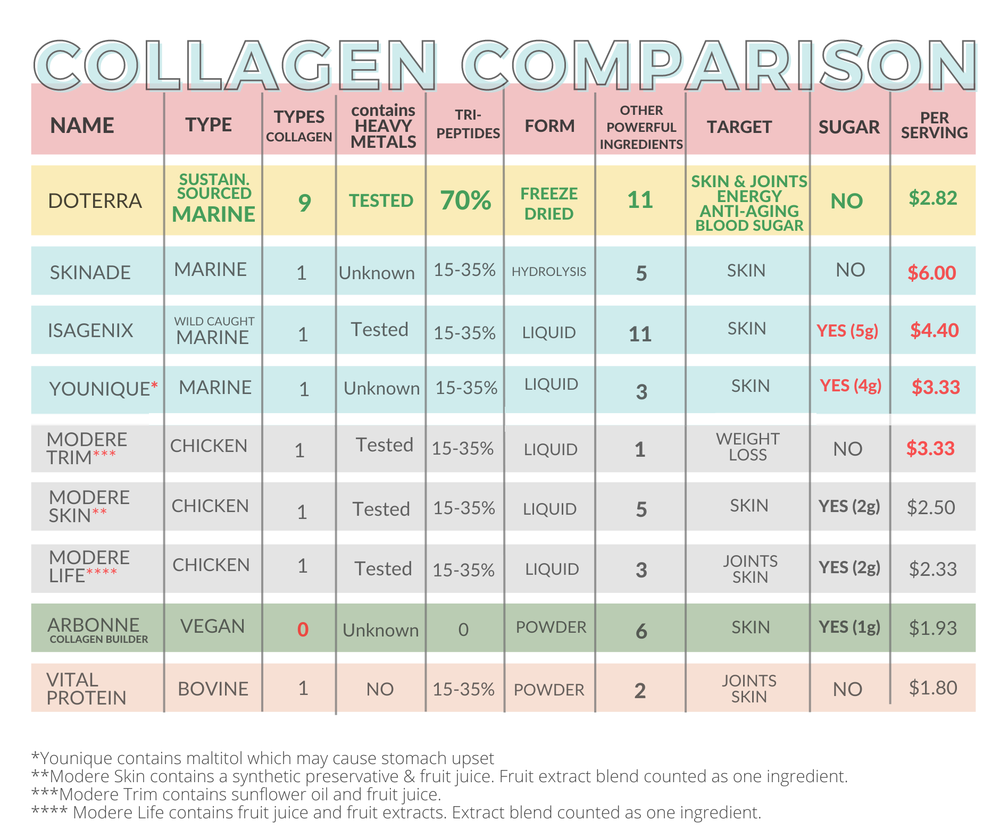 COLLAGEN COMPARISON
NAME
TYPE
TYPES
COLLAGEN
contains
HEAVY
METALS
TRI-
PEPTIDES
FORM
OTHER
POWERFUL
INGREDIENTS
TARGET
SUGAR
PER
SERVING
DOTERRA
SUSTAIN.
SOURCED
MARINE
9
TESTED
70%
FREEZE
DRIED
11
SKIN & JOINTS
ENERGY
ANTI-AGING
BLOOD SUGAR
NO
$2.82
SKINADE
MARINE
1
Unknown
15-35%
HYDROLYSIS
5
SKIN
NO
$6.00
ISAGENIX
WILD CAUGHT
MARINE
1
Tested
15-35%
LIQUID
11
SKIN
YES (5g)
$4.40
YOUNIQUE*
MARINE
1
Unknown
15-35%
LIQUID
3
SKIN
YES (4g)
$3.33
MODERE
TRIM***
CHICKEN
1
Tested
15-35%
LIQUID
1
WEIGHT
LOSS
NO
$3.33
MODERE
SKIN**
CHICKEN
1
Tested
15-35%
LIQUID
5
SKIN
YES (2g)
$2.50
MODERE
LIFE****
CHICKEN
1
Tested
15-35%
LIQUID
3
JOINTS
SKIN
YES (2g)
$2.33
ARBONNE
COLLAGEN BUILDER
VEGAN
0
Unknown
0
POWDER
6
SKIN
YES (1g)
$1.93
VITAL
PROTEIN
BOVINE
1
NO
15-35%
POWDER
2
JOINTS
SKIN
NO
$1.80
*Younique contains maltitol which may cause stomach upset
**Modere Skin contains a synthetic preservative & fruit juice. Fruit extract blend counted as one ingredient.
***Modere Trim contains sunflower oil and fruit juice.
**** Modere Life contains fruit juice and fruit extracts. Extract blend counted as one ingredient.